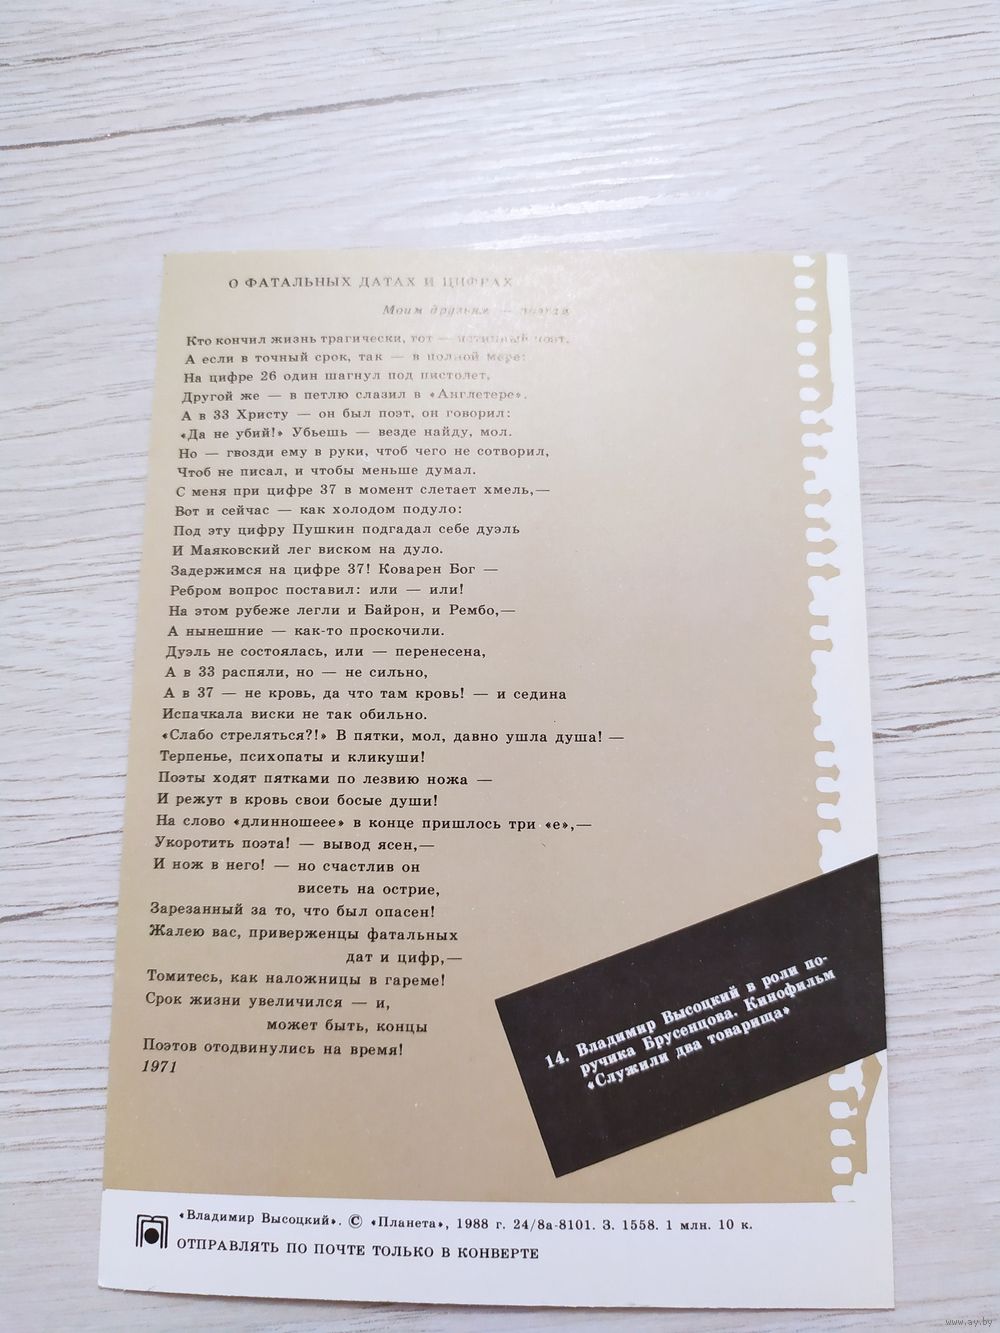 О ФАТАЛЬНЫХ ДАТАХ И ЦИФРАХ
Моим друзьям — поэтам
Кто кончил жизнь трагически, тот — истинный поэт,
А если в точный срок, так — в полной мере:
На цифре 26 один шагнул под пистолет,
Другой же — в петлю слазил в «Англетере».
А в 33 Христу — он был поэт, он говорил:
«Да не убий!» Убьешь — везде найду, мол.
Но — гвозди ему в руки, чтоб чего не сотворил,
Чтоб не писал, и чтобы меньше думал.
С меня при цифре 37 в момент слетает хмель,—
Вот и сейчас — как холодом подуло:
Под эту цифру Пушкин подгадал себе дуэль
И Маяковский лег виском на дуло.
Задержимся на цифре 37! Коварен Бог —
Ребром вопрос поставил: или — или!
На этом рубеже легли и Байрон, и Рембо,—
А нынешние — как-то проскочили.
Дуэль не состоялась, или — перенесена,
А в 33 распяли, но — не сильно,
А в 37 — не кровь, да что там кровь! — и седина
Испачкала виски не так обильно.
«Слабо стреляться?!» В пятки, мол, давно ушла душа! —
Терпенье, психопаты и кликуши!
Поэты ходят пятками по лезвию ножа —
И режут в кровь свои босые души!
На слово «длинношеее» в конце пришлось три «е»,—
Укоротить поэта! — вывод ясен,—
И нож в него! — но счастлив он
висеть на острие,
Зарезанный за то, что был опасен!
Жалею вас, приверженцы фатальных
дат и цифр,—
Томитесь, как наложницы в гареме!
Срок жизни увеличился — и,
может быть, концы
Поэтов отодвинулись на время!
1971
14. Владимир Высоцкий в роли по-
ручика Брусенцова. Кинофильм
«Служили два товарища»
«Владимир Высоцкий». © «Планета», 1988 г. 24/8а-8101. З. 1558. 1 млн. 10 к.
ОТПРАВЛЯТЬ ПО ПОЧТЕ ТОЛЬКО В КОНВЕРТЕ
www.ay.by